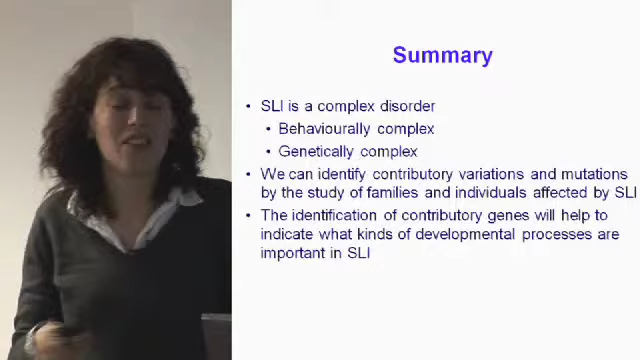 Summary
• SLI is a complex disorder
• Behaviourally complex
• Genetically complex
• We can identify contributory variations and mutations
by the study of families and individuals affected by SLI
• The identification of contributory genes will help to
indicate what kinds of developmental processes are
important in SLI